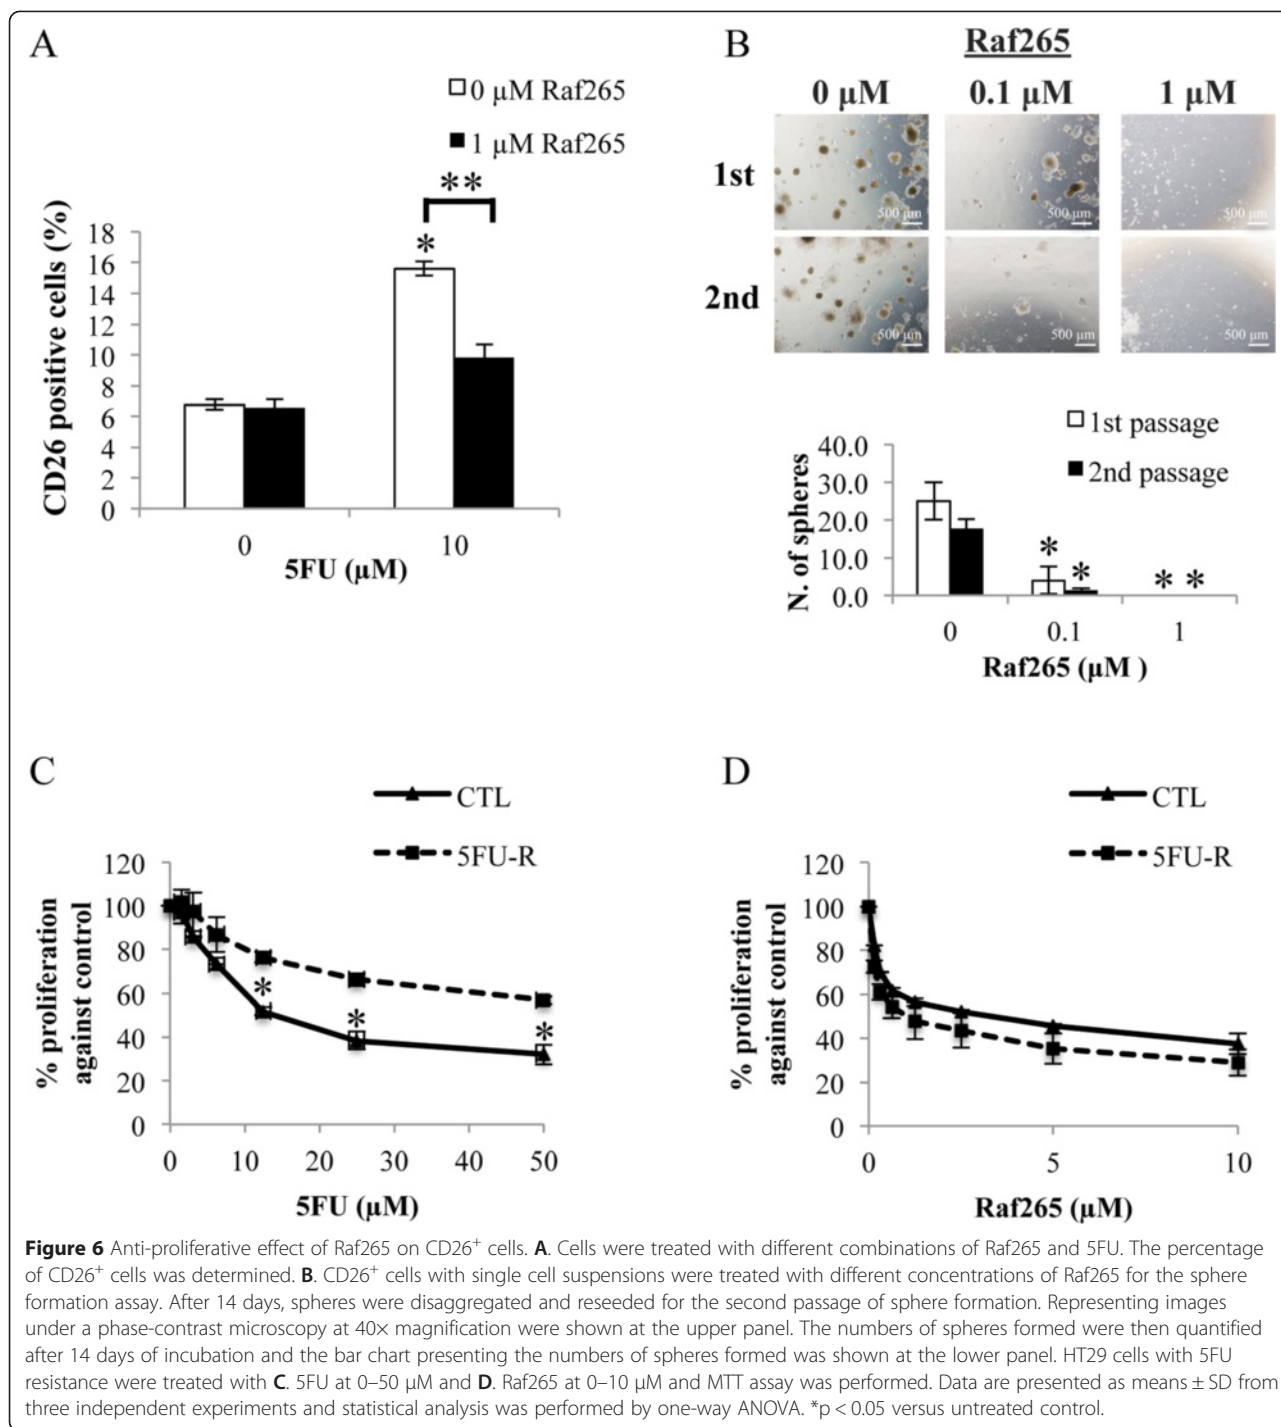 A
□ 0 μM Raf265
■ 1 μM Raf265
**
*
CD26 positive cells (%)
18
16
14
12
10
8
6
4
2
0
0
10
5FU (μM)
B
Raf265
0 μM
0.1 μM
1 μM
1st
500 μm
500 μm
500 μm
2nd
500 μm
500 μm
500 μm
□ 1st passage
■ 2nd passage
N. of spheres
40.0
30.0
20.0
10.0
0.0
*
*
* *
0
0.1
1
Raf265 (μM )
C
CTL
5FU-R
% proliferation
against control
120
100
80
60
40
20
0
*
*
*
0
10
20
30
40
50
5FU (μM)
D
CTL
5FU-R
% proliferation
against control
120
100
80
60
40
20
0
0
5
10
Raf265 (μM)
Figure 6 Anti-proliferative effect of Raf265 on CD26⁺ cells. A. Cells were treated with different combinations of Raf265 and 5FU. The percentage
of CD26⁺ cells was determined. B. CD26⁺ cells with single cell suspensions were treated with different concentrations of Raf265 for the sphere
formation assay. After 14 days, spheres were disaggregated and reseeded for the second passage of sphere formation. Representing images
under a phase-contrast microscopy at 40× magnification were shown at the upper panel. The numbers of spheres formed were then quantified
after 14 days of incubation and the bar chart presenting the numbers of spheres formed was shown at the lower panel. HT29 cells with 5FU
resistance were treated with C. 5FU at 0–50 μM and D. Raf265 at 0–10 μM and MTT assay was performed. Data are presented as means ± SD from
three independent experiments and statistical analysis was performed by one-way ANOVA. *p < 0.05 versus untreated control.